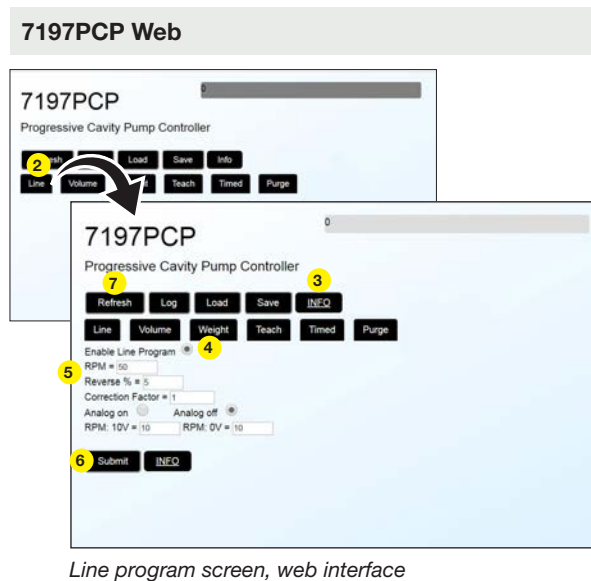 7197PCP Web
0
7197PCP
Progressive Cavity Pump Controller
2
Load Save Info
Line Volume Teach Timed Purge
0
7197PCP
Progressive Cavity Pump Controller
7 3
Refresh Log Load Save INFO
Line Volume Weight Teach Timed Purge
Enable Line Program 4
5 RPM = 50
Reverse % = 5
Correction Factor = 1
Analog on Analog off
RPM: 10V = 10 RPM: 0V = 10
6 Submit INFO
Line program screen, web interface